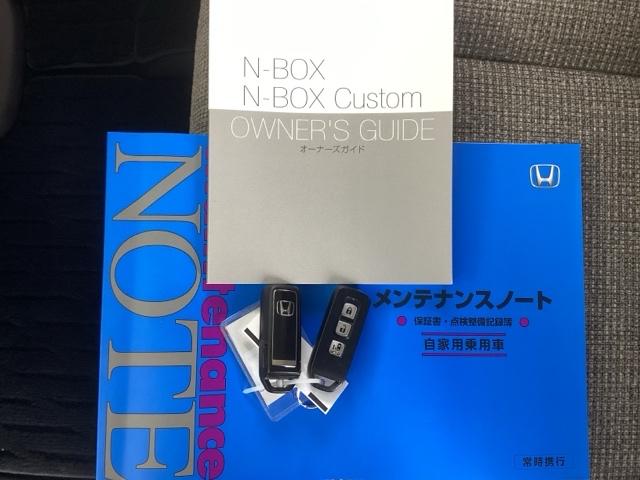 N-BOX
N-BOX Custom
OWNER'S GUIDE
オーナーズガイド
NOTE
Maintenance
メンテナンスノート
保証書・点検整備記録簿
自家用乗用車
常時携行